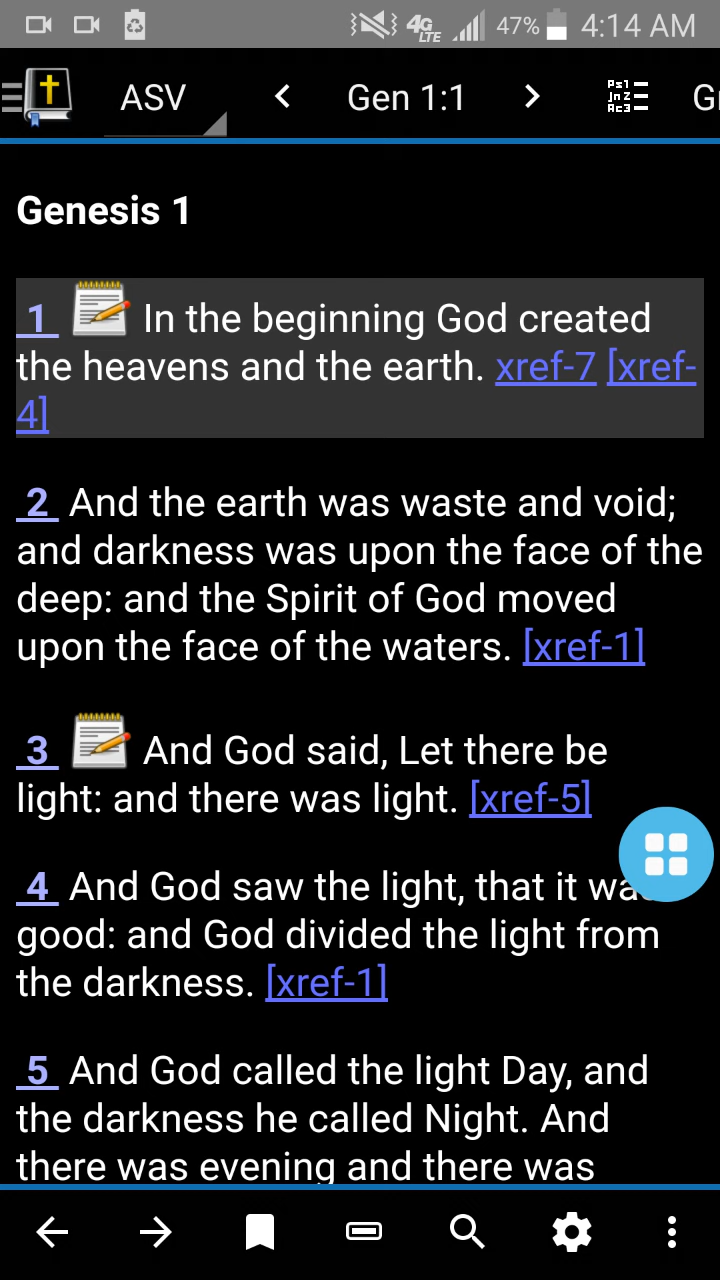 4G LTE 47% 4:14 AM
ASV < Gen 1:1 > Ps1 Jn2 Ac3
Genesis 1
1 In the beginning God created
the heavens and the earth. xref-7 [xref-
4]
2 And the earth was waste and void;
and darkness was upon the face of the
deep: and the Spirit of God moved
upon the face of the waters. [xref-1]
3 And God said, Let there be
light: and there was light. [xref-5]
4 And God saw the light, that it
good: and God divided the light from
the darkness. [xref-1]
5 And God called the light Day, and
the darkness he called Night. And
there was evening and there was